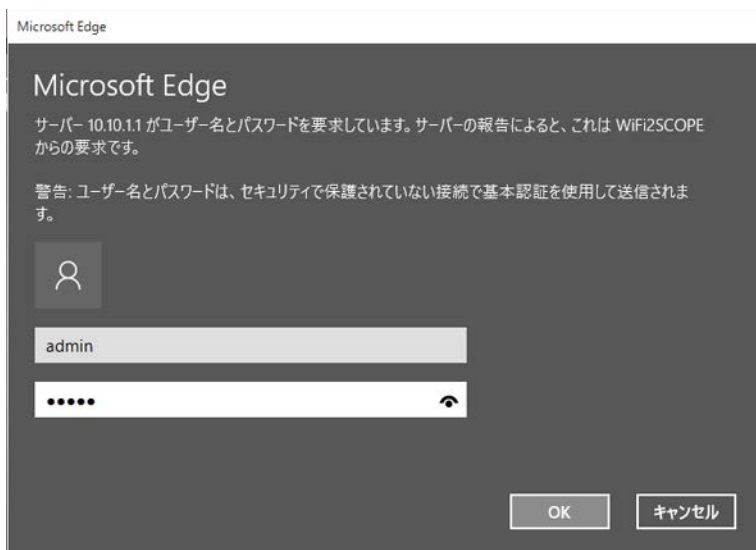 Microsoft Edge
Microsoft Edge
サーバー 10.10.1.1 がユーザー名とパスワードを要求しています。サーバーの報告によると、これは WiFi2SCOPE
からの要求です。
警告: ユーザー名とパスワードは、セキュリティで保護されていない接続で基本認証を使用して送信されま
す。
admin
●●●●●
OK
キャンセル